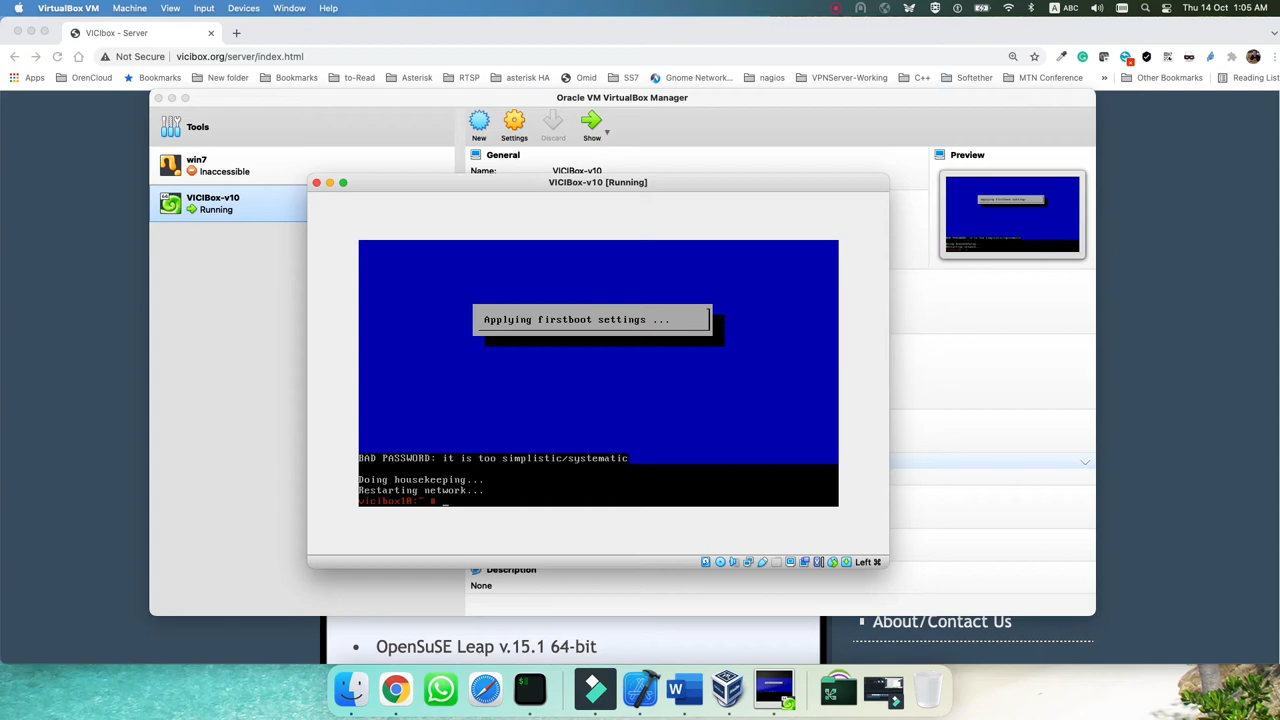 VirtualBox VM Machine View Input Devices Window Help
ABC Thu 14 Oct 1:05 AM
VICIbox - Server
Not Secure vicibox.org/server/index.html
Apps OrenCloud Bookmarks New folder Bookmarks to-Read Asterisk RTSP asterisk HA Omid SS7 Gnome Network... nagios VPNServer-Working C++ Softether MTN Conference » Other Bookmarks Reading List
Oracle VM VirtualBox Manager
Tools
New Settings Discard Show
General
Preview
Name: VICIBox-v10
win7
Inaccessible
VICIBox-v10
Running
VICIBox-v10 [Running]
Applying firstboot settings ...
BAD PASSWORD: it is too simplistic/systematic
Doing housekeeping...
Restarting network...
vicibox10:~ # _
Left ⌘
Description
None
About/Contact Us
• OpenSuSE Leap v.15.1 64-bit